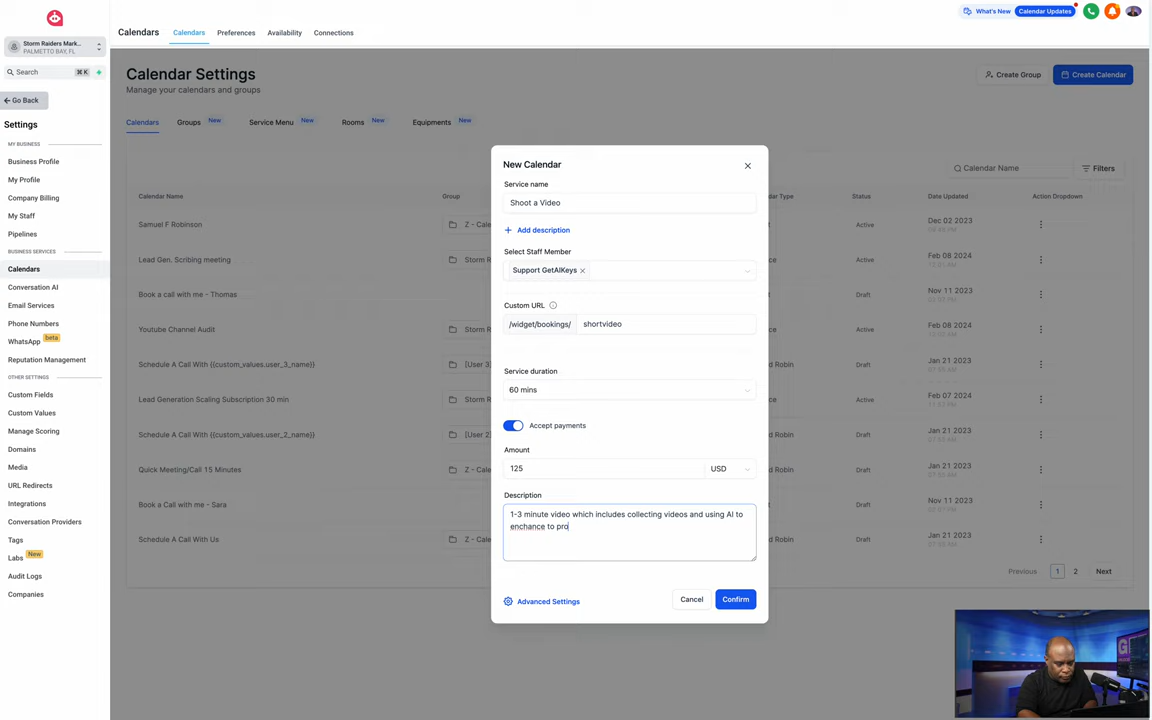 What's New
Calendar Updates
Calendars
Calendars
Preferences
Availability
Connections
Storm Raiders Mark...
PALMETTO BAY, FL
Search
⌘K
Go Back
Settings
MY BUSINESS
Business Profile
My Profile
Company Billing
My Staff
Pipelines
BUSINESS SERVICES
Calendars
Conversation AI
Email Services
Phone Numbers
WhatsApp beta
Reputation Management
OTHER SETTINGS
Custom Fields
Custom Values
Manage Scoring
Domains
Media
URL Redirects
Integrations
Conversation Providers
Tags
Labs New
Audit Logs
Companies
Calendar Settings
Manage your calendars and groups
Create Group
Create Calendar
Calendars
Groups New
Service Menu New
Rooms New
Equipments New
Calendar Name
Filters
Calendar Name Group dar Type Status Date Updated Action Dropdown
Samuel F Robinson Z - Cale Active Dec 02 2023
Lead Gen. Scribing meeting Storm R Active Feb 08 2024
Book a call with me - Thomas Draft Nov 11 2023
Youtube Channel Audit Storm R d Robin Active Feb 08 2024
Schedule A Call With {{custom_values.user_3_name}} [User 3] d Robin Draft Jan 21 2023
Lead Generation Scaling Subscription 30 min Storm R d Robin Active Feb 07 2024
Schedule A Call With {{custom_values.user_2_name}} [User 2] d Robin Draft Jan 21 2023
Quick Meeting/Call 15 Minutes Z - Cale d Robin Draft Jan 21 2023
Book a Call with me - Sara Draft Nov 11 2023
Schedule A Call With Us Z - Cale d Robin Draft Jan 21 2023
Previous 1 2 Next
New Calendar
Service name
Shoot a Video
Add description
Select Staff Member
Support GetAIKeys
Custom URL
/widget/bookings/ shortvideo
Service duration
60 mins
Accept payments
Amount
125 USD
Description
1-3 minute video which includes collecting videos and using AI to
enchance to pro
Advanced Settings
Cancel
Confirm